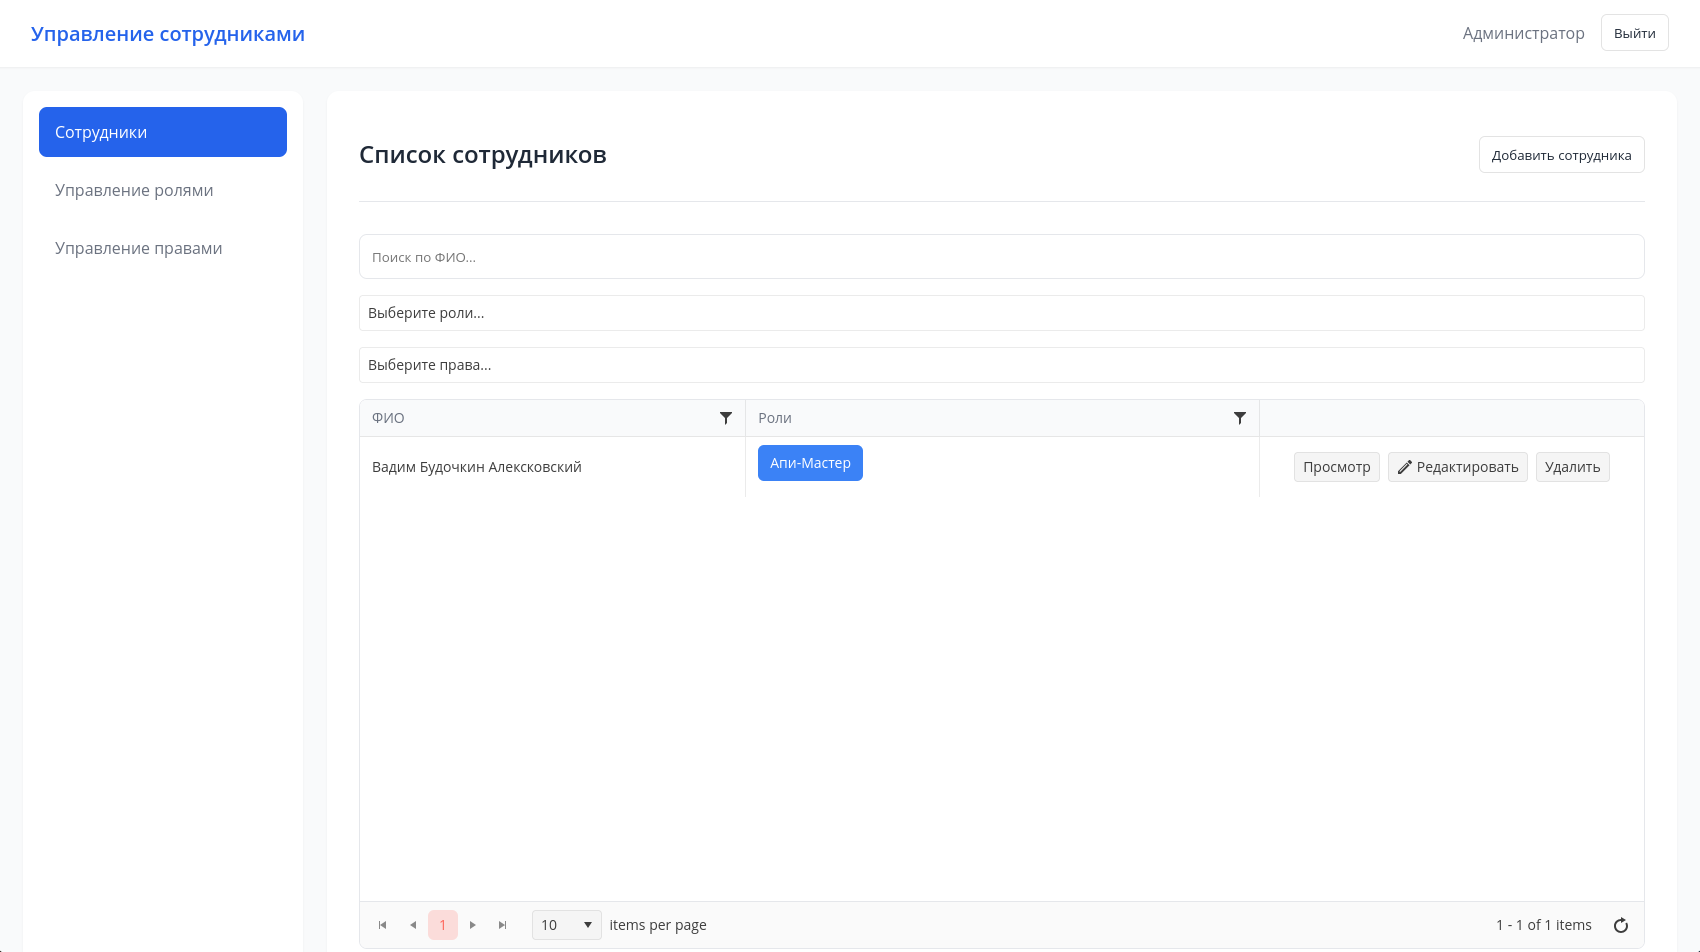 Управление сотрудниками
Администратор
Выйти
Сотрудники
Управление ролями
Управление правами
Список сотрудников
Добавить сотрудника
Поиск по ФИО...
Выберите роли...
Выберите права...
ФИО
Роли
Вадим Будочкин Алексковский
Апи-Мастер
Просмотр
Редактировать
Удалить
1
10
items per page
1 - 1 of 1 items